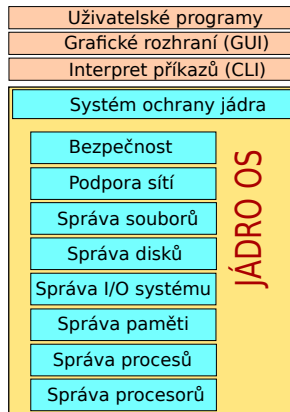 Uživatelské programy
Grafické rozhraní (GUI)
Interpret příkazů (CLI)
Systém ochrany jádra
Bezpečnost
Podpora sítí
Správa souborů
Správa disků
Správa I/O systému
Správa paměti
Správa procesů
Správa procesorů
JÁDRO OS